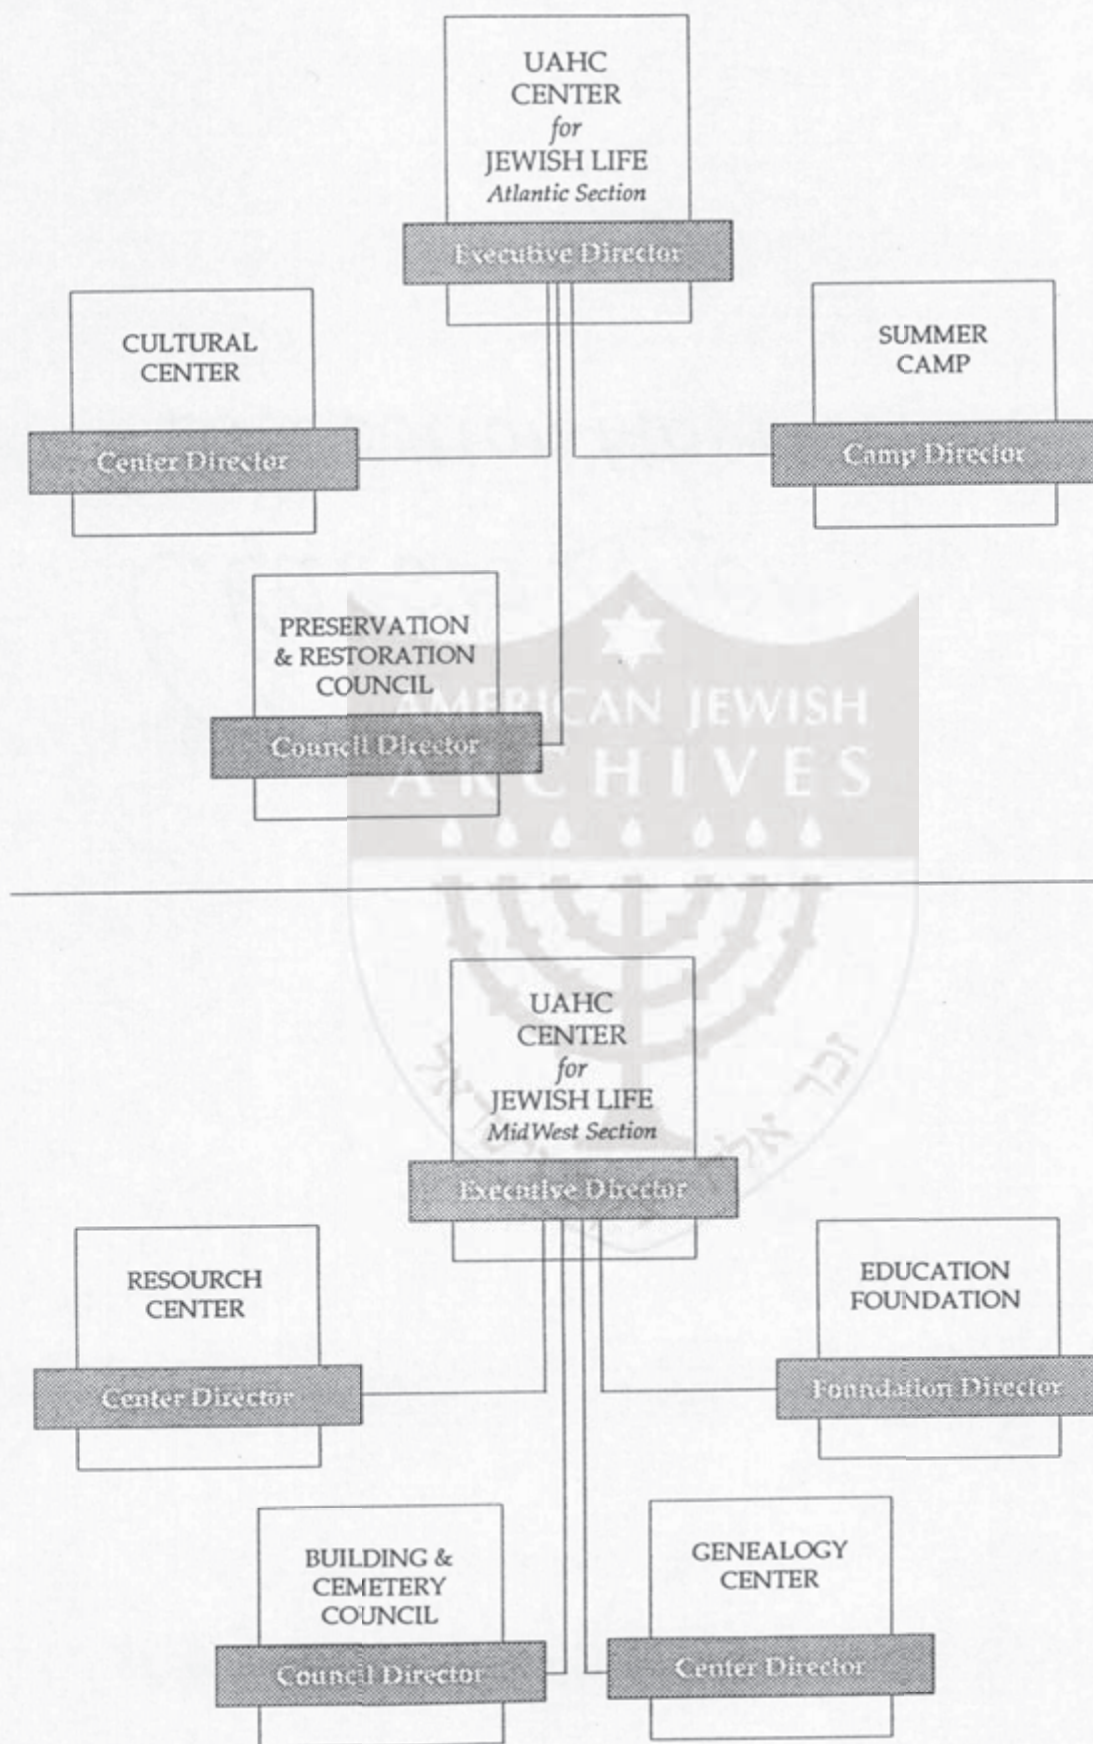 UAHC
CENTER
for
JEWISH LIFE
Atlantic Section
Executive Director
CULTURAL
CENTER
Center Director
SUMMER
CAMP
Camp Director
PRESERVATION
& RESTORATION
COUNCIL
Council Director
AMERICAN JEWISH
ARCHIVES
UAHC
CENTER
for
JEWISH LIFE
MidWest Section
Executive Director
זכר
RESOURCH
CENTER
Center Director
EDUCATION
FOUNDATION
Foundation Director
BUILDING &
CEMETERY
COUNCIL
Council Director
GENEALOGY
CENTER
Center Director